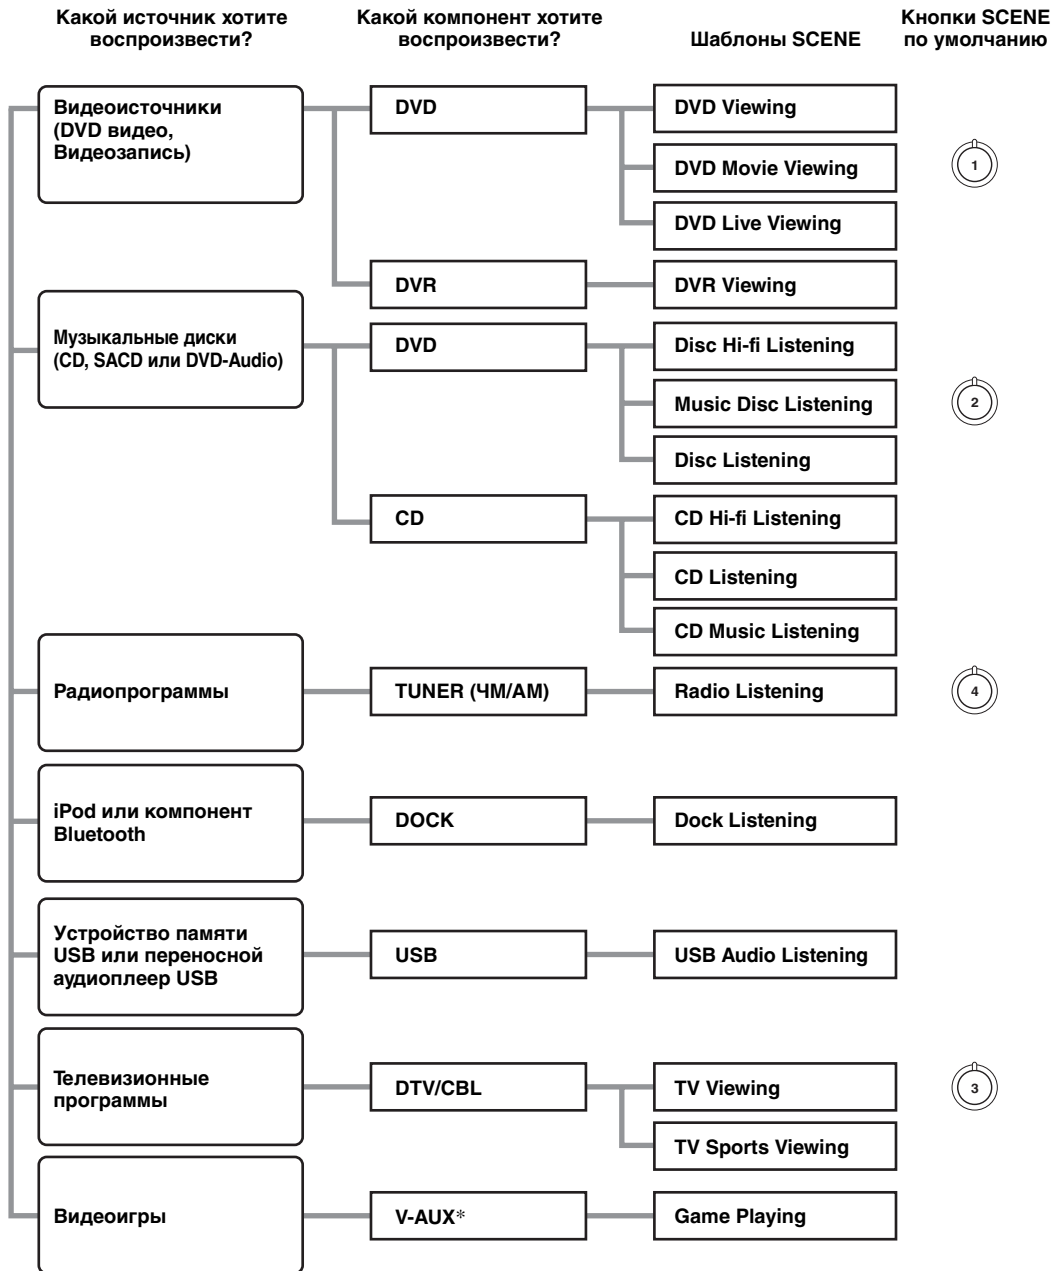 Какой источник хотите
воспроизвести?
Какой компонент хотите
воспроизвести?
Шаблоны SCENE
Кнопки SCENE
по умолчанию
Видеоисточники
(DVD видео,
Видеозапись)
DVD
DVD Viewing
DVD Movie Viewing
1
DVD Live Viewing
DVR
DVR Viewing
Музыкальные диски
(CD, SACD или DVD-Audio)
DVD
Disc Hi-fi Listening
Music Disc Listening
2
Disc Listening
CD
CD Hi-fi Listening
CD Listening
CD Music Listening
Радиопрограммы
TUNER (ЧМ/АМ)
Radio Listening
4
iPod или компонент
Bluetooth
DOCK
Dock Listening
Устройство памяти
USB или переносной
аудиоплеер USB
USB
USB Audio Listening
Телевизионные
программы
DTV/CBL
TV Viewing
3
TV Sports Viewing
Видеоигры
V-AUX*
Game Playing